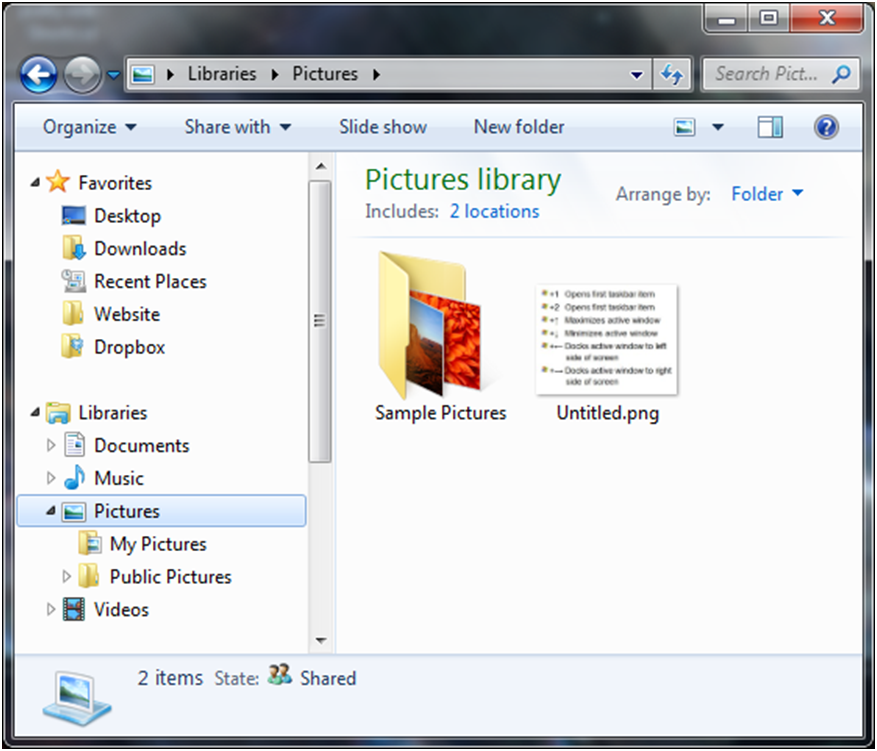 Libraries Pictures
Search Pict...
Organize Share with Slide show New folder
Favorites
Desktop
Downloads
Recent Places
Website
Dropbox
Libraries
Documents
Music
Pictures
My Pictures
Public Pictures
Videos
Pictures library
Includes: 2 locations
Arrange by: Folder
+1 Opens first taskbar item
+2 Opens first taskbar item
+↑ Maximizes active window
+↓ Minimizes active window
+← Docks active window to left
side of screen
+→ Docks active window to right
side of screen
Sample Pictures
Untitled.png
2 items State: Shared